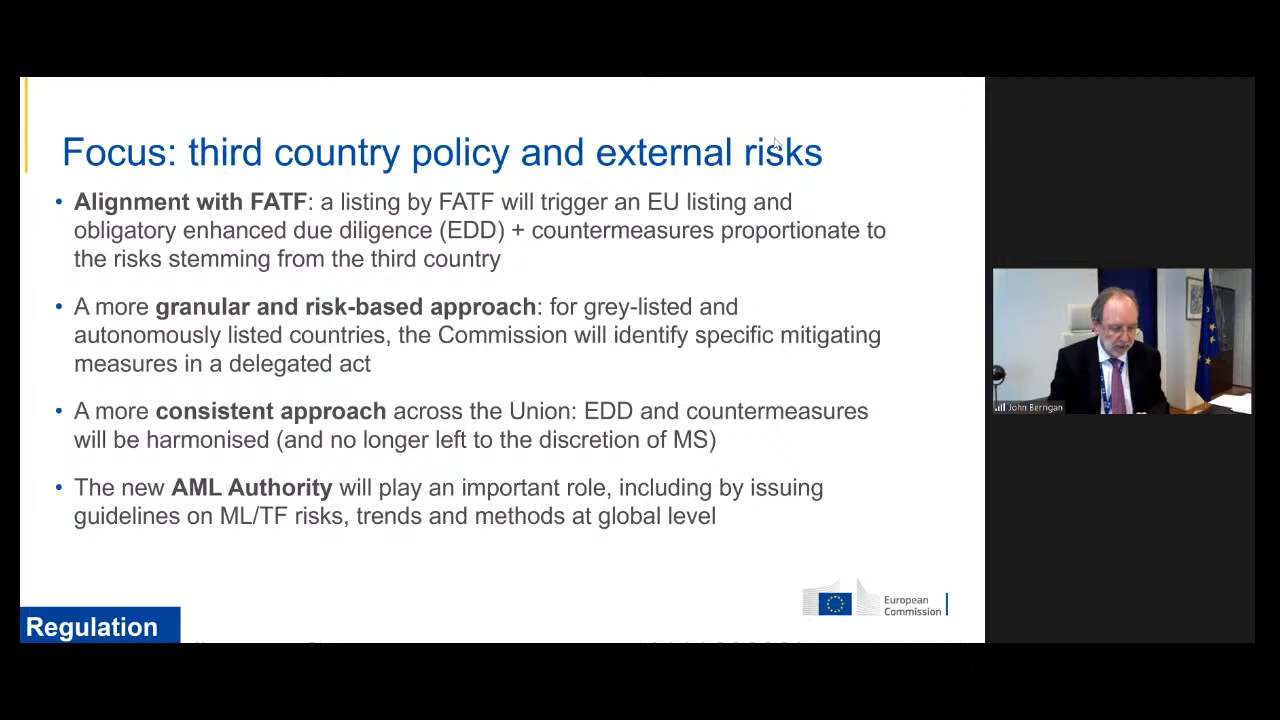 Focus: third country policy and external risks
• Alignment with FATF: a listing by FATF will trigger an EU listing and
obligatory enhanced due diligence (EDD) + countermeasures proportionate to
the risks stemming from the third country
• A more granular and risk-based approach: for grey-listed and
autonomously listed countries, the Commission will identify specific mitigating
measures in a delegated act
• A more consistent approach across the Union: EDD and countermeasures
will be harmonised (and no longer left to the discretion of MS)
• The new AML Authority will play an important role, including by issuing
guidelines on ML/TF risks, trends and methods at global level
European
Commission
Regulation
John Berrigan